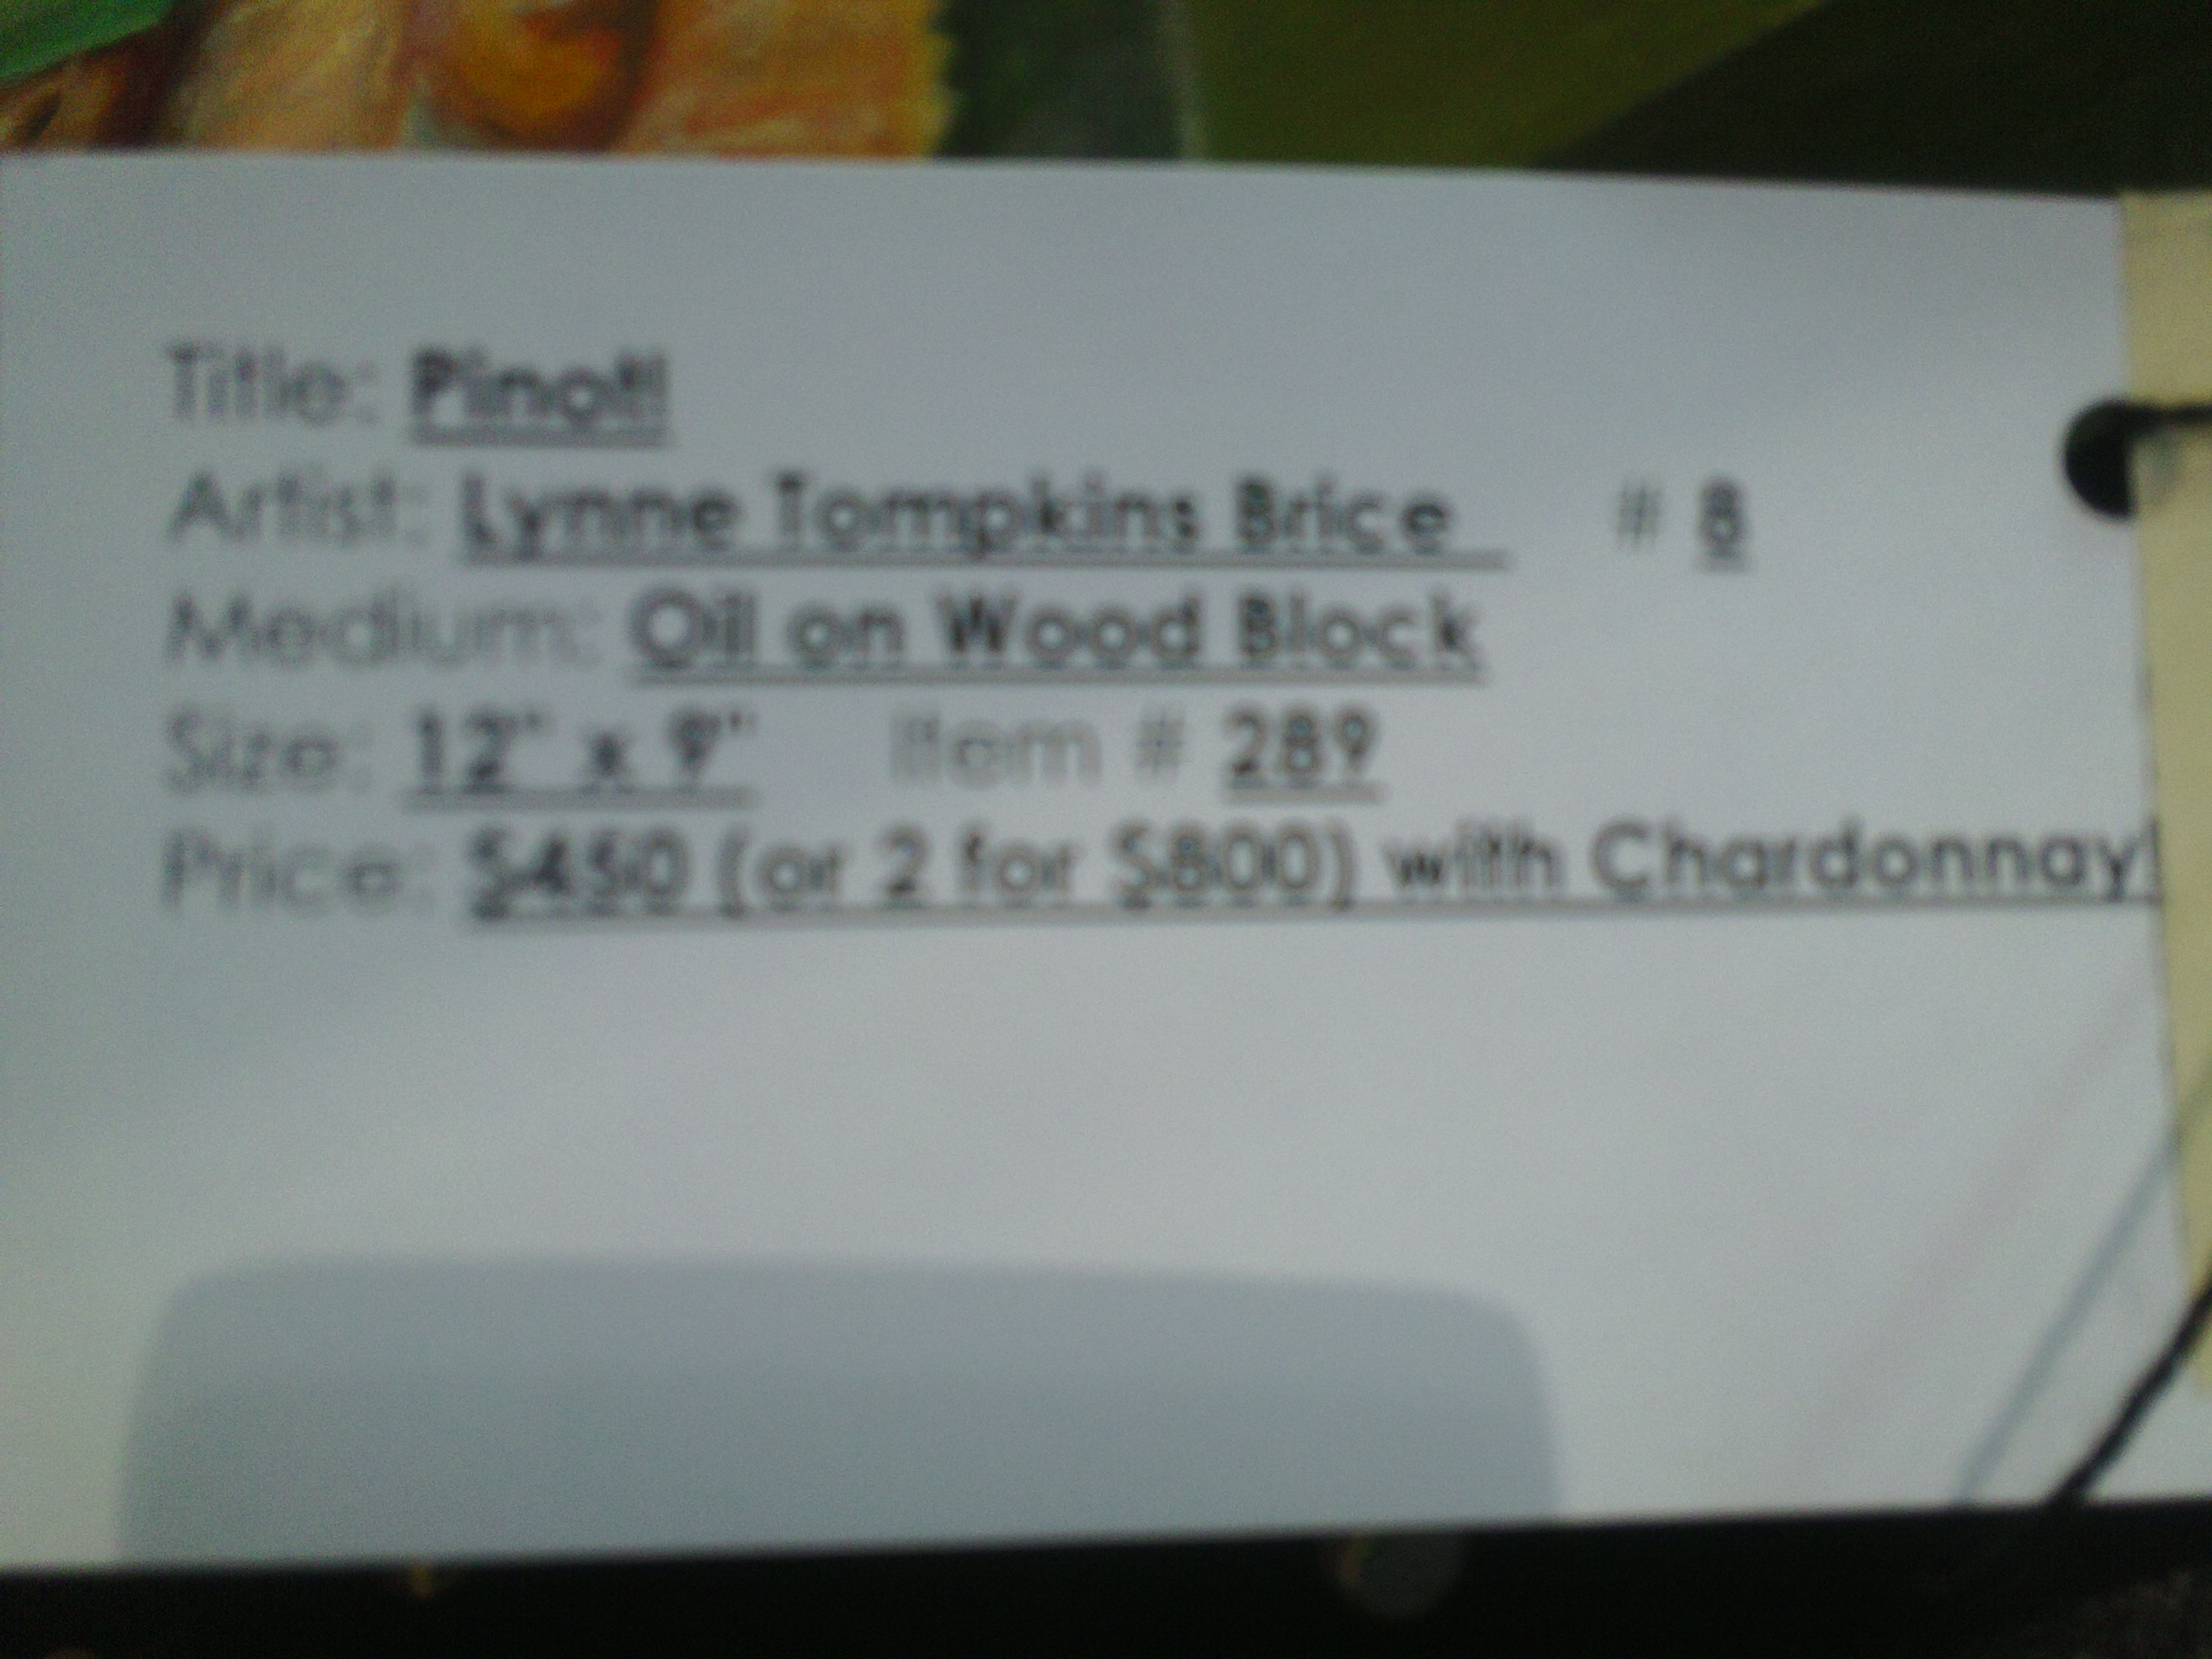 Title: Pinot!
Artist: Lynne Tompkins Brice # 8
Medium: Oil on Wood Block
Size: 12" x 9" Item # 289
Price: $450 (or 2 for $800) with Chardonnay!